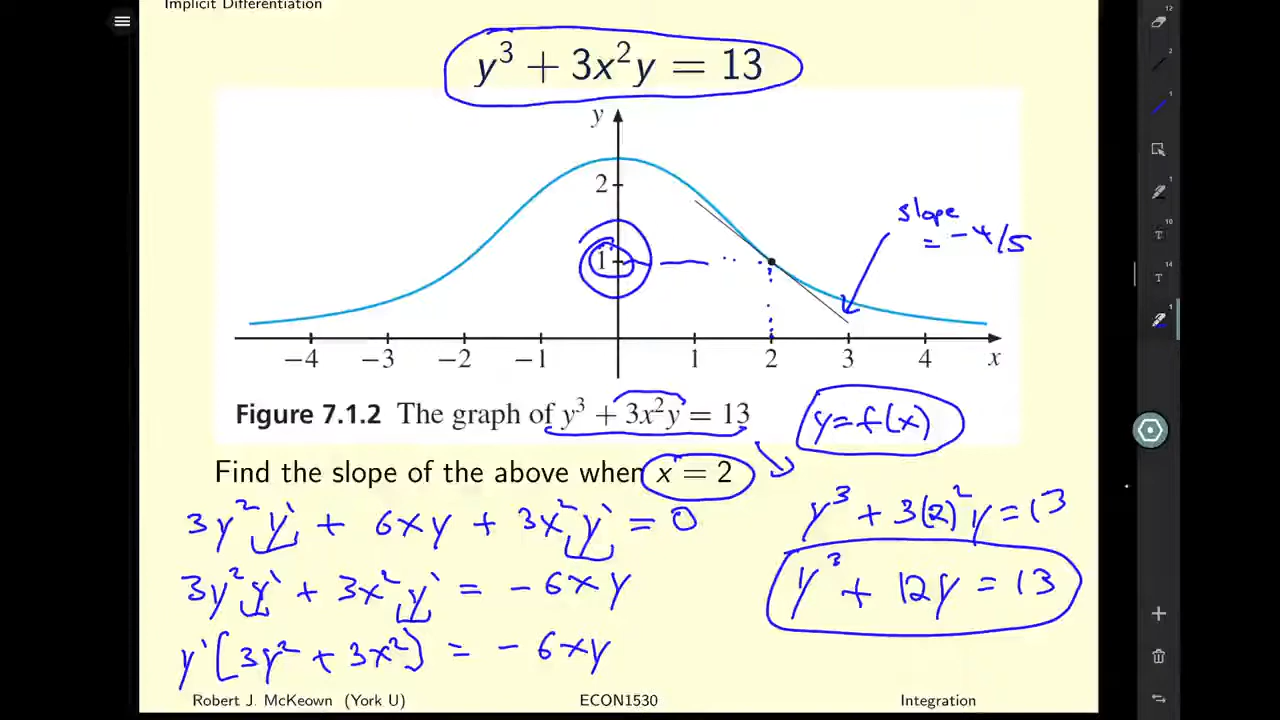 Implicit Differentiation
y³ + 3x²y = 13
y
2
1
slope
= -4/5
−4 −3 −2 −1 1 2 3 4 x
Figure 7.1.2 The graph of y³ + 3x²y = 13
y = f(x)
Find the slope of the above when x = 2
3y²y' + 6xy + 3x²y' = 0
y³ + 3(2)²y = 13
3y²y' + 3x²y' = - 6xy
y³ + 12y = 13
y'[3y² + 3x²] = - 6xy
Robert J. McKeown (York U) ECON1530 Integration